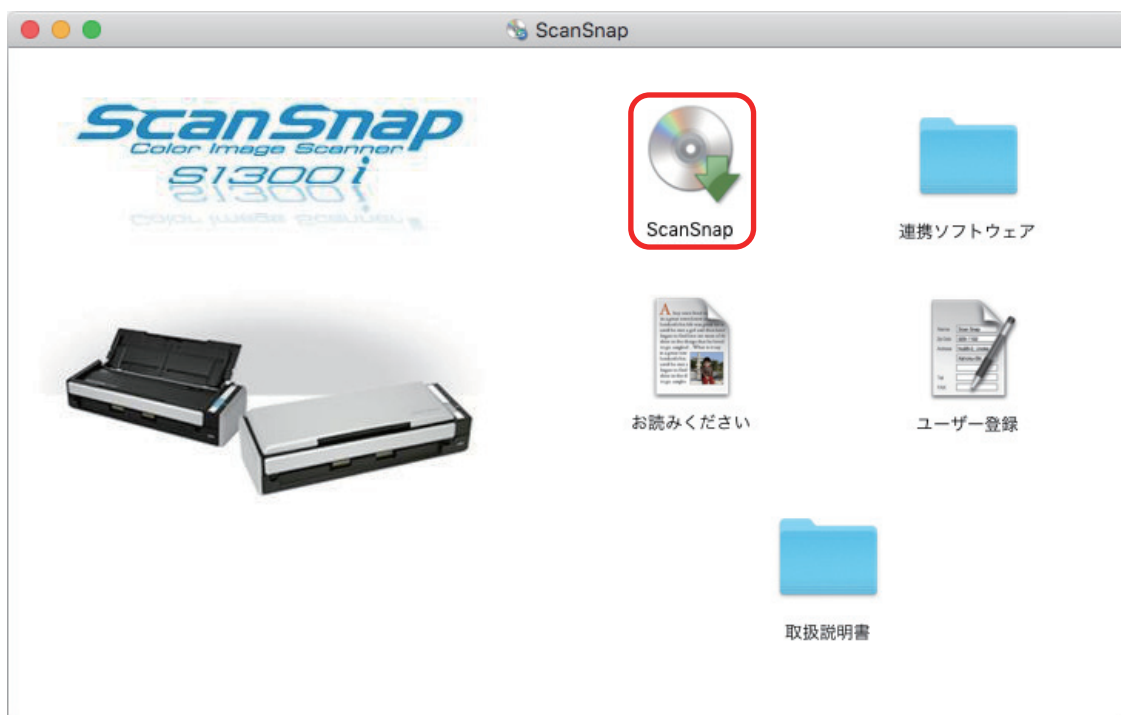 ScanSnap
ScanSnap
Color Image Scanner
S1300i
ScanSnap
連携ソフトウェア
お読みください
ユーザー登録
取扱説明書